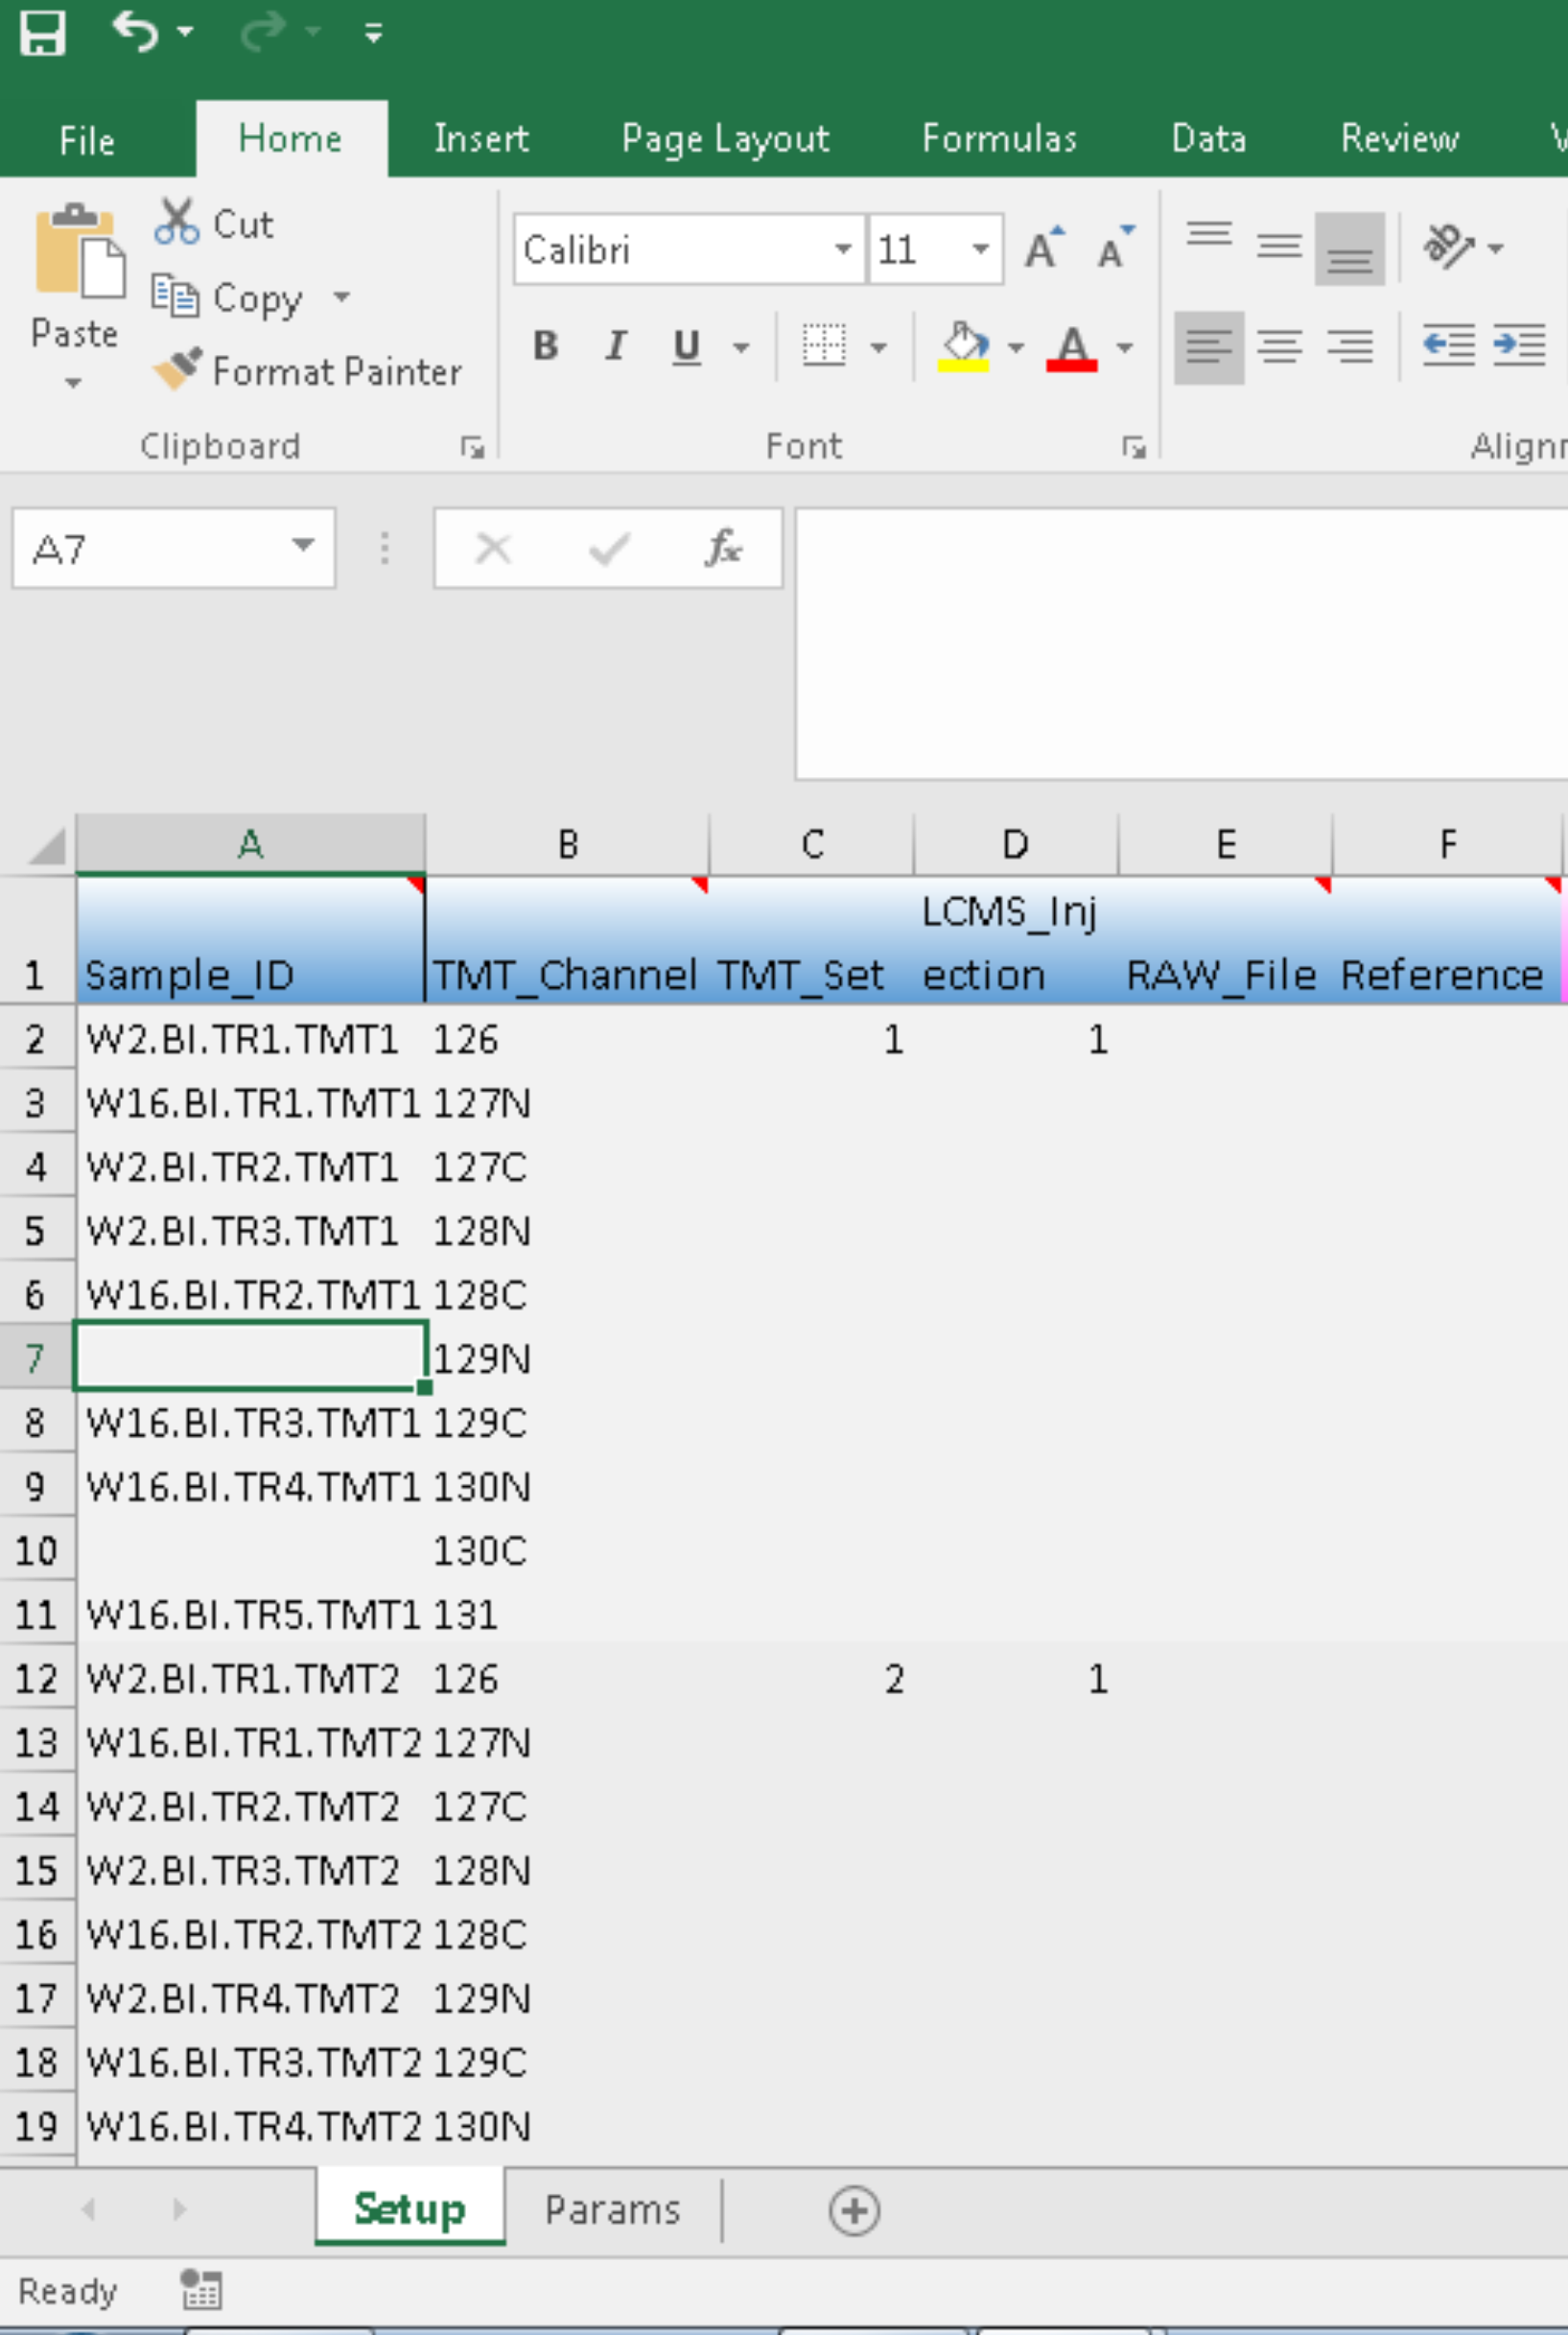 File Home Insert Page Layout Formulas Data Review
Paste
Cut
Copy
Format Painter
Calibri 11 A A ab
B I U A
Clipboard Font
A7 fx
A B C D E F
1 Sample_ID TMT_Channel TMT_Set LCMS_Injection RAW_File Reference
2 W2.BI.TR1.TMT1 126 1 1
3 W16.BI.TR1.TMT1 127N
4 W2.BI.TR2.TMT1 127C
5 W2.BI.TR3.TMT1 128N
6 W16.BI.TR2.TMT1 128C
7 129N
8 W16.BI.TR3.TMT1 129C
9 W16.BI.TR4.TMT1 130N
10 130C
11 W16.BI.TR5.TMT1 131
12 W2.BI.TR1.TMT2 126 2 1
13 W16.BI.TR1.TMT2 127N
14 W2.BI.TR2.TMT2 127C
15 W2.BI.TR3.TMT2 128N
16 W16.BI.TR2.TMT2 128C
17 W2.BI.TR4.TMT2 129N
18 W16.BI.TR3.TMT2 129C
19 W16.BI.TR4.TMT2 130N
Setup Params
Ready